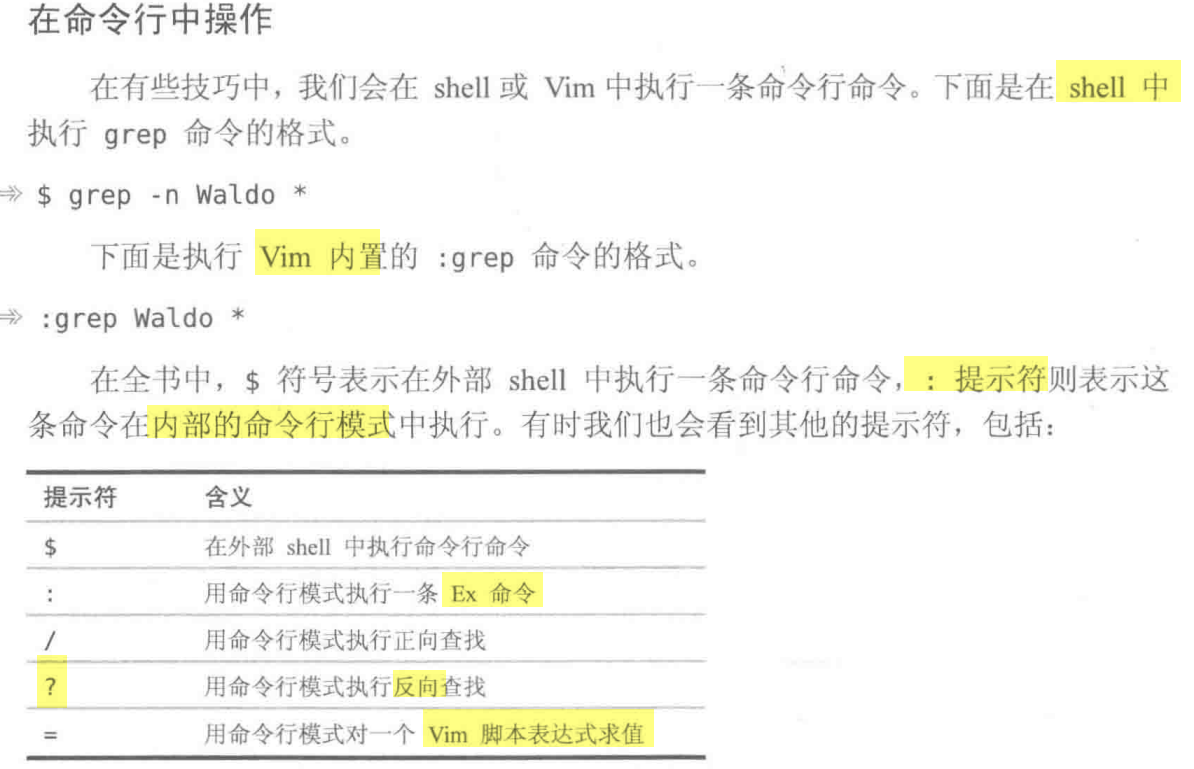 在命令行中操作
在有些技巧中，我们会在 shell 或 Vim 中执行一条命令行命令。下面是在 shell 中
执行 grep 命令的格式。
⇒ $ grep -n Waldo *
下面是执行 Vim 内置的 :grep 命令的格式。
⇒ :grep Waldo *
在全书中，$ 符号表示在外部 shell 中执行一条命令行命令，: 提示符则表示这
条命令在内部的命令行模式中执行。有时我们也会看到其他的提示符，包括：
提示符 含义
$ 在外部 shell 中执行命令行命令
: 用命令行模式执行一条 Ex 命令
/ 用命令行模式执行正向查找
? 用命令行模式执行反向查找
= 用命令行模式对一个 Vim 脚本表达式求值